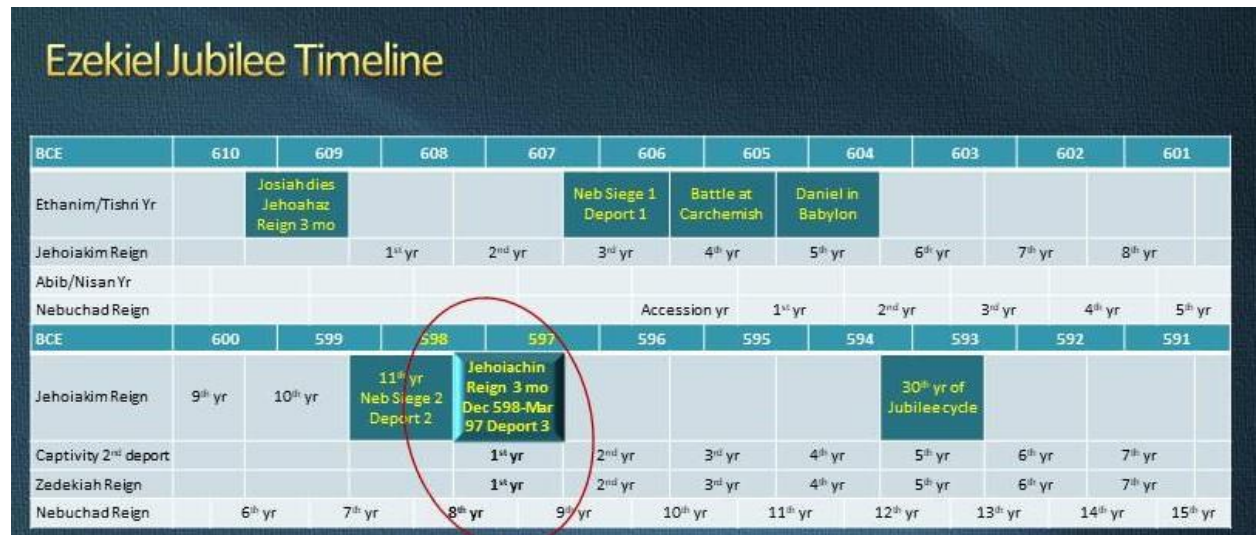 Ezekiel Jubilee Timeline
BCE 610 609 608 607 606 605 604 603 602 601
Ethanim/Tishri Yr Josiah dies Jehoahaz Reign 3 mo Neb Siege 1 Deport 1 Battle at Carchemish Daniel in Babylon
Jehoiakim Reign 1st yr 2nd yr 3rd yr 4th yr 5th yr 6th yr 7th yr 8th yr
Abib/Nisan Yr
Nebuchad Reign Accession yr 1st yr 2nd yr 3rd yr 4th yr 5th yr
BCE 600 599 598 597 596 595 594 593 592 591
Jehoiakim Reign 9th yr 10th yr 11th yr Neb Siege 2 Deport 2 Jehoiachin Reign 3 mo Dec 598-Mar 97 Deport 3 30th yr of Jubilee cycle
Captivity 2nd deport 1st yr 2nd yr 3rd yr 4th yr 5th yr 6th yr 7th yr
Zedekiah Reign 1st yr 2nd yr 3rd yr 4th yr 5th yr 6th yr 7th yr
Nebuchad Reign 6th yr 7th yr 8th yr 9th yr 10th yr 11th yr 12th yr 13th yr 14th yr 15th yr